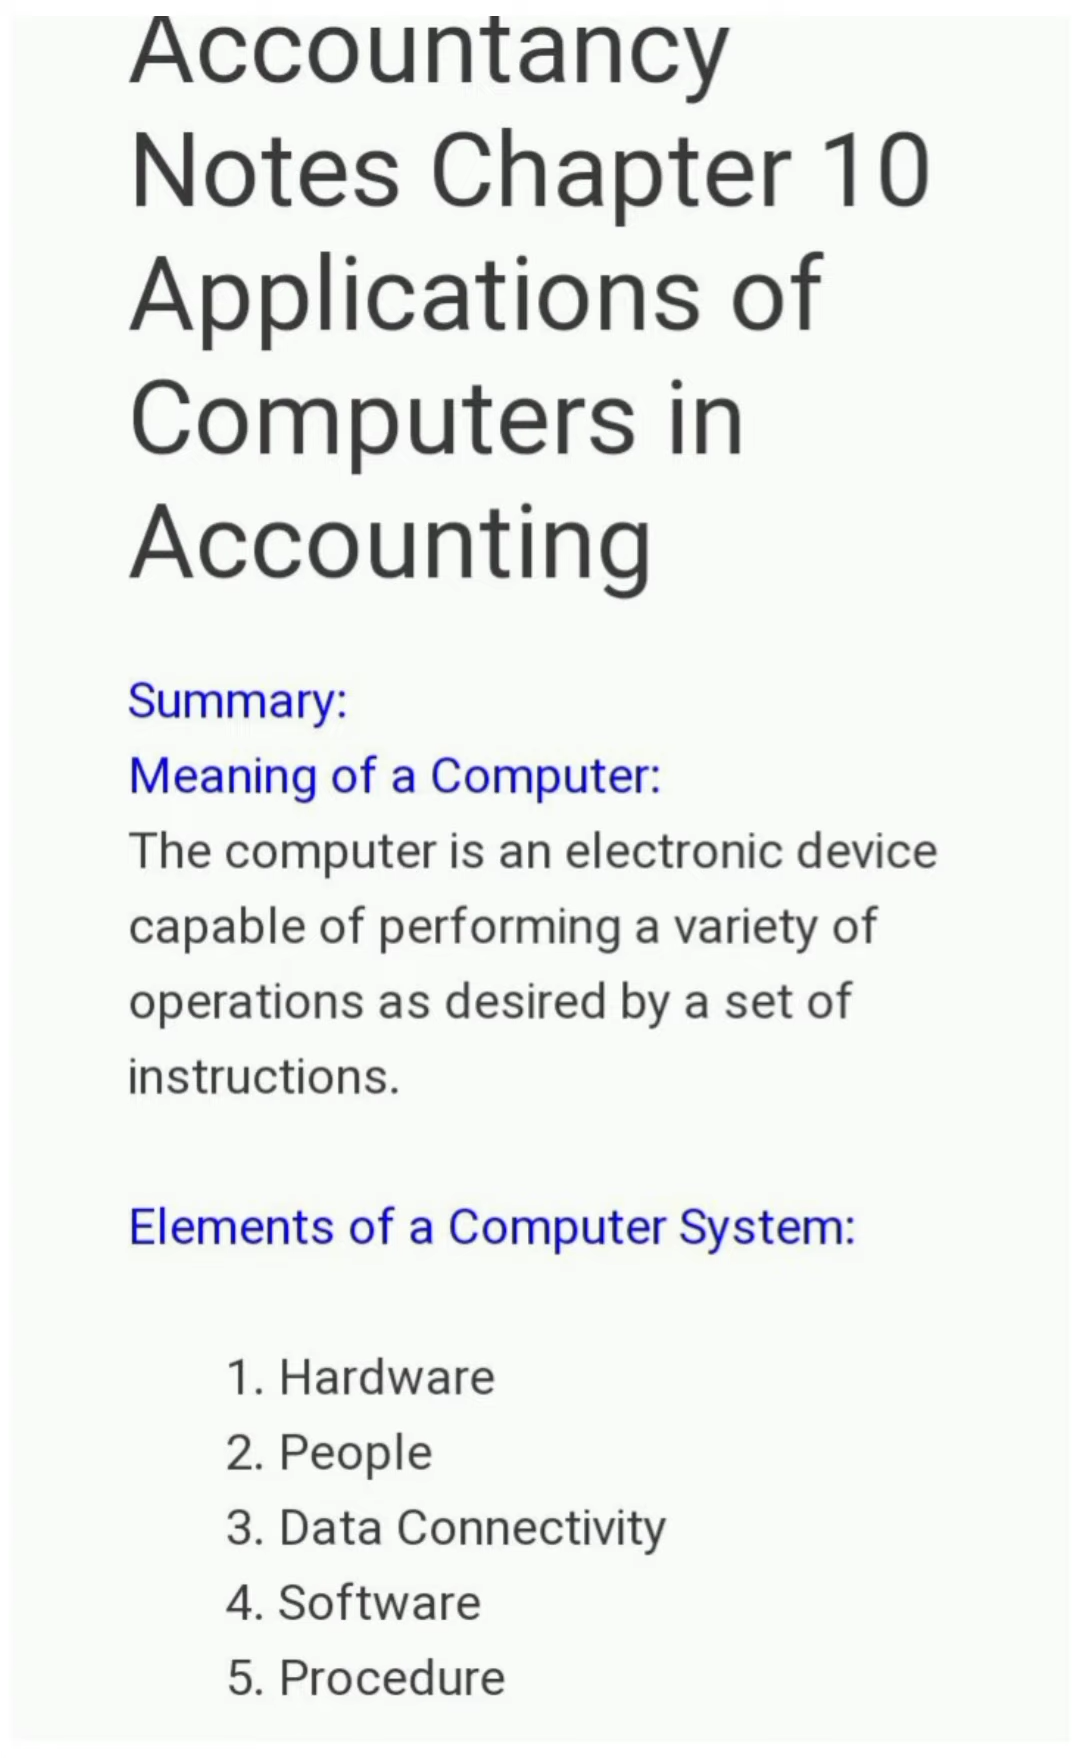 Accountancy
Notes Chapter 10
Applications of
Computers in
Accounting
Summary:
Meaning of a Computer:
The computer is an electronic device
capable of performing a variety of
operations as desired by a set of
instructions.
Elements of a Computer System:
1. Hardware
2. People
3. Data Connectivity
4. Software
5. Procedure